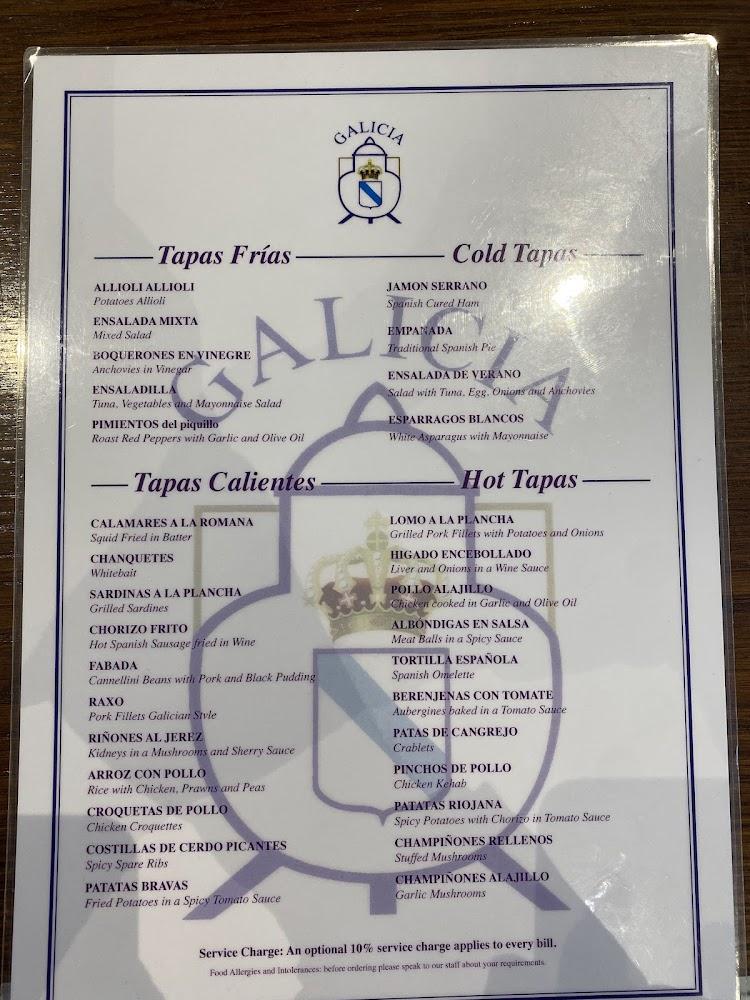 GALICIA
Tapas Frías
Cold Tapas
ALLIOLI ALLIOLI
Potatoes Allioli
ENSALADA MIXTA
Mixed Salad
BOQUERONES EN VINEGRE
Anchovies in Vinegar
ENSALADILLA
Tuna, Vegetables and Mayonnaise Salad
PIMIENTOS del piquillo
Roast Red Peppers with Garlic and Olive Oil
JAMON SERRANO
Spanish Cured Ham
EMPANADA
Traditional Spanish Pie
ENSALADA DE VERANO
Salad with Tuna, Egg, Onions and Anchovies
ESPARRAGOS BLANCOS
White Asparagus with Mayonnaise
GALICIA
Tapas Calientes
Hot Tapas
CALAMARES A LA ROMANA
Squid Fried in Batter
CHANQUETES
Whitebait
SARDINAS A LA PLANCHA
Grilled Sardines
CHORIZO FRITO
Hot Spanish Sausage fried in Wine
FABADA
Cannellini Beans with Pork and Black Pudding
RAXO
Pork Fillets Galician Style
RIÑONES AL JEREZ
Kidneys in a Mushrooms and Sherry Sauce
ARROZ CON POLLO
Rice with Chicken, Prawns and Peas
CROQUETAS DE POLLO
Chicken Croquettes
COSTILLAS DE CERDO PICANTES
Spicy Spare Ribs
PATATAS BRAVAS
Fried Potatoes in a Spicy Tomato Sauce
LOMO A LA PLANCHA
Grilled Pork Fillets with Potatoes and Onions
HIGADO ENCEBOLLADO
Liver and Onions in a Wine Sauce
POLLO ALAJILLO
Chicken cooked in Garlic and Olive Oil
ALBÓNDIGAS EN SALSA
Meat Balls in a Spicy Sauce
TORTILLA ESPAÑOLA
Spanish Omelette
BERENJENAS CON TOMATE
Aubergines baked in a Tomato Sauce
PATAS DE CANGREJO
Crablets
PINCHOS DE POLLO
Chicken Kebab
PATATAS RIOJANA
Spicy Potatoes with Chorizo in Tomato Sauce
CHAMPIÑONES RELLENOS
Stuffed Mushrooms
CHAMPIÑONES ALAJILLO
Garlic Mushrooms
Service Charge: An optional 10% service charge applies to every bill.
Food Allergies and Intolerances: before ordering please speak to our staff about your requirements.